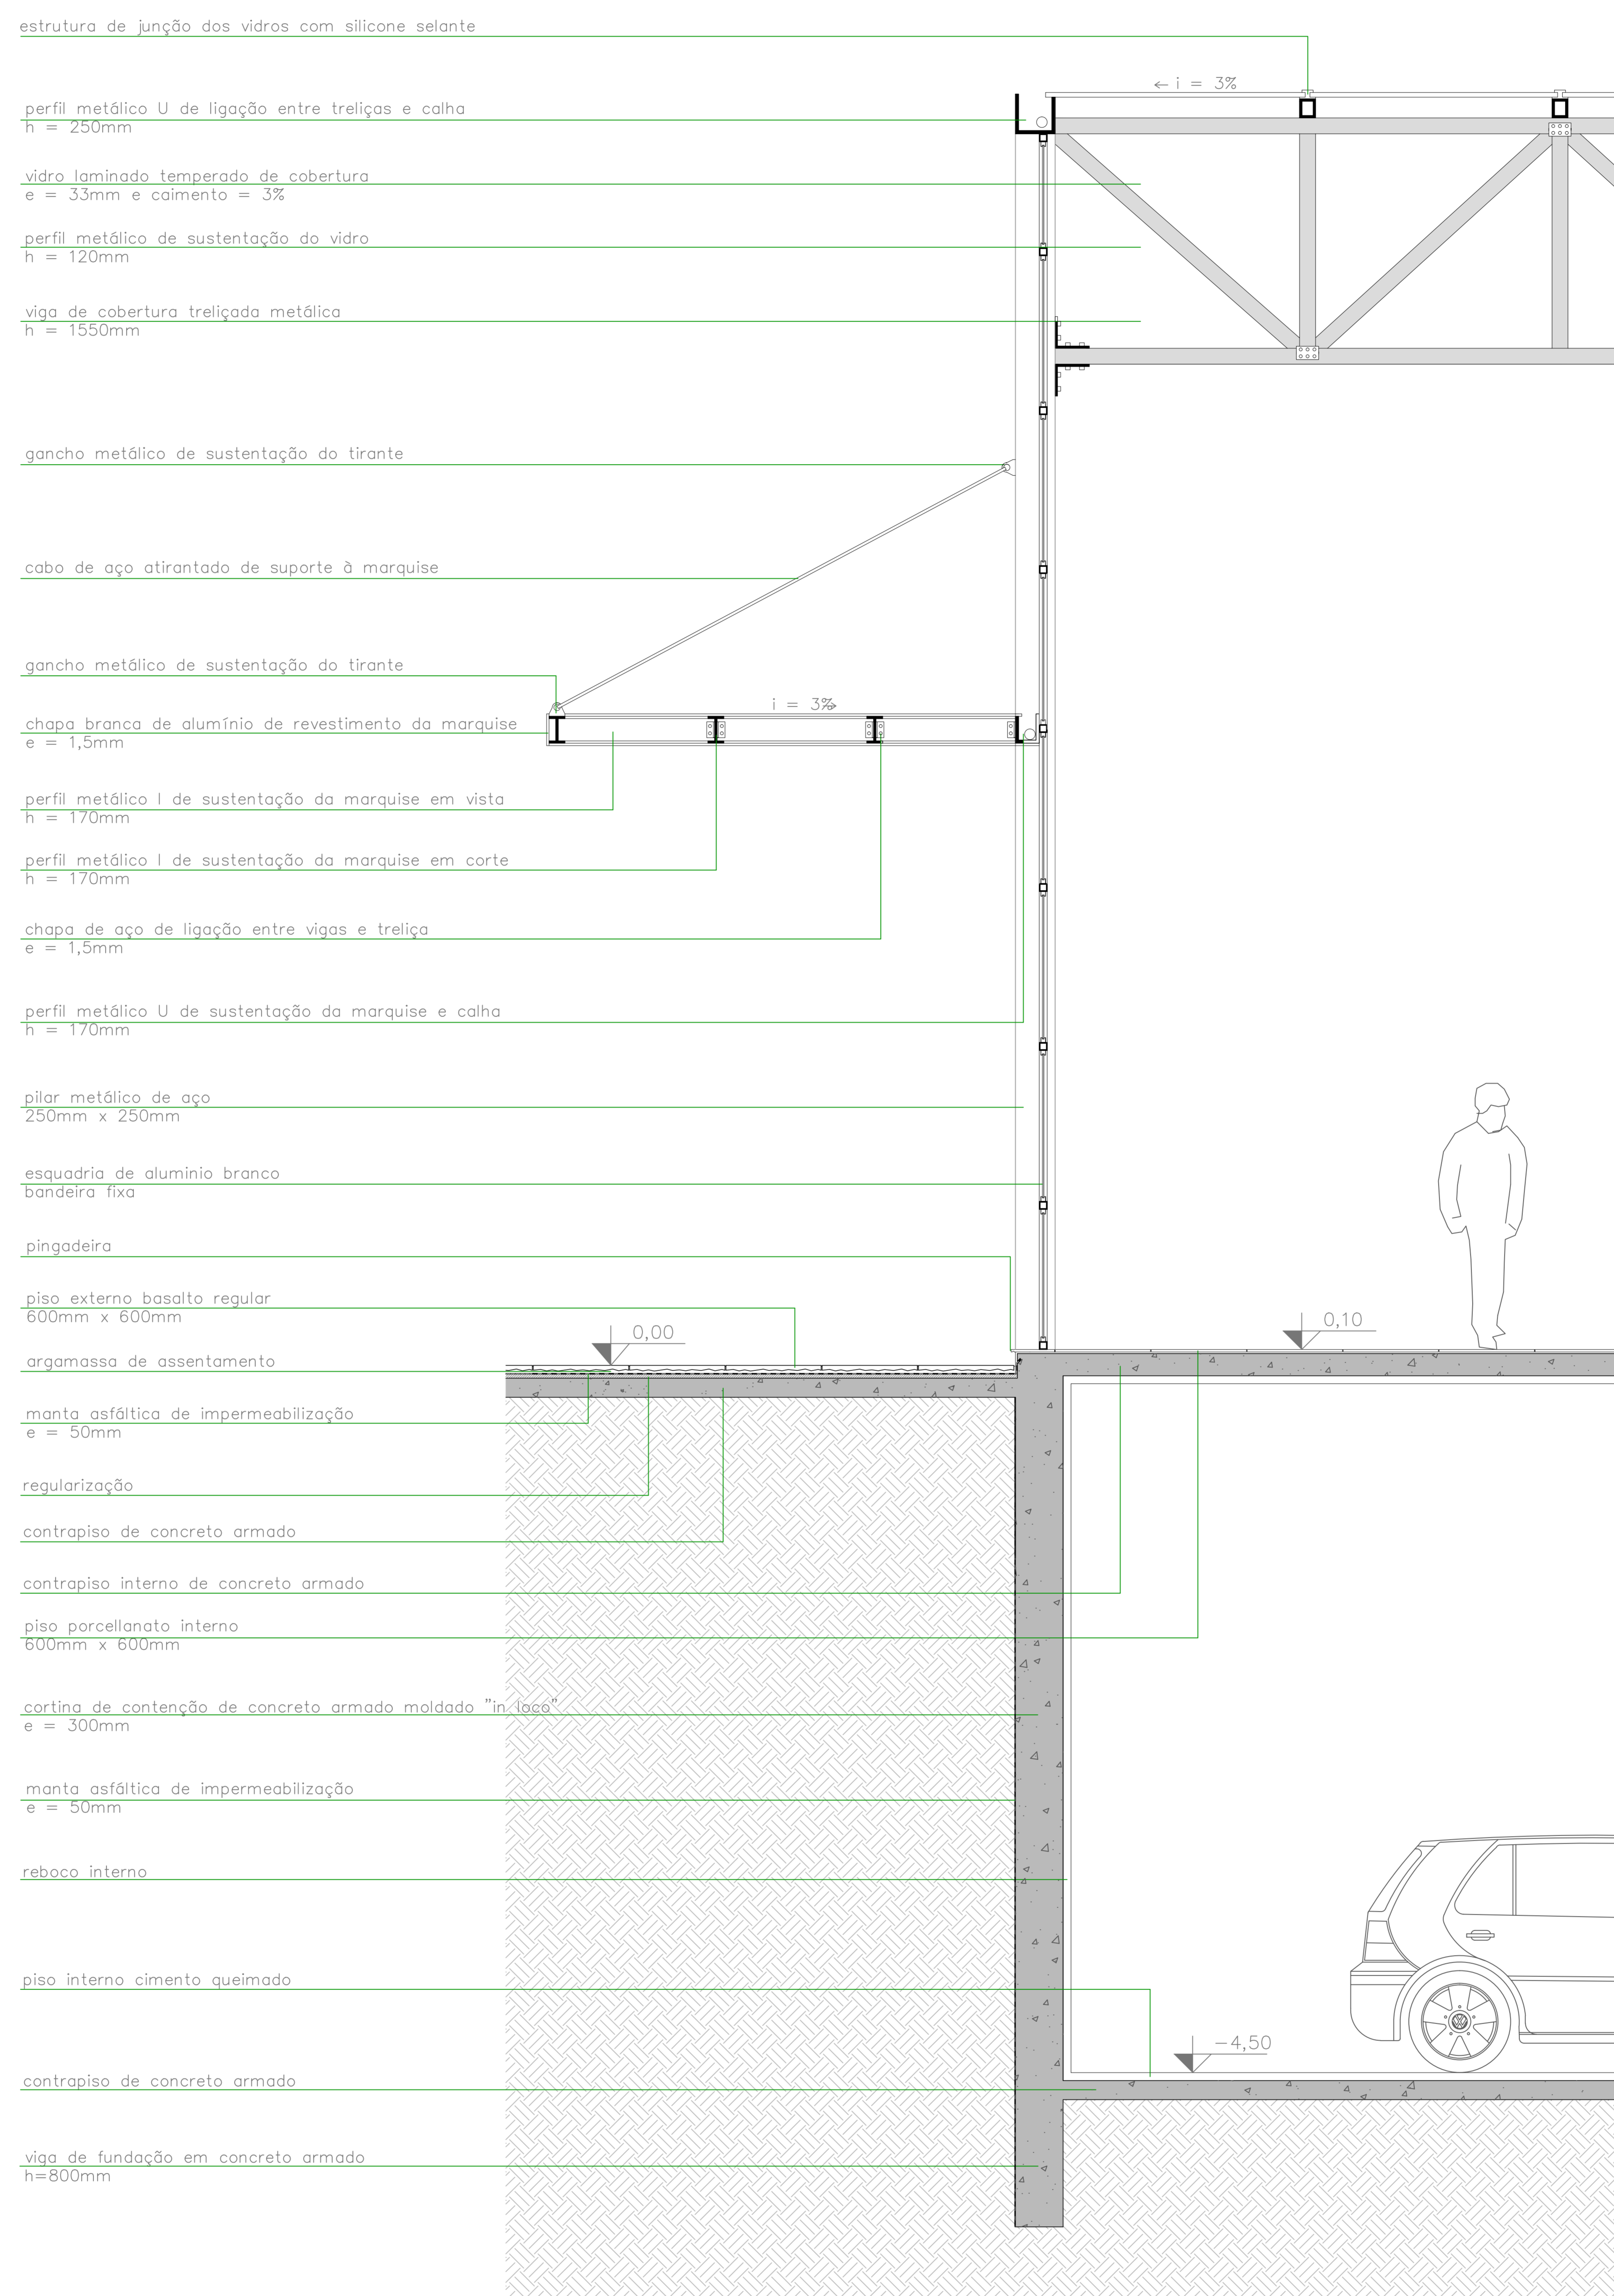 estrutura de junção dos vidros com silicone selante
← i = 3%
perfil metálico U de ligação entre treliças e calha
h = 250mm
vidro laminado temperado de cobertura
e = 33mm e caimento = 3%
perfil metálico de sustentação do vidro
h = 120mm
viga de cobertura treliçada metálica
h = 1550mm
gancho metálico de sustentação do tirante
cabo de aço atirantado de suporte à marquise
gancho metálico de sustentação do tirante
i = 3%→
chapa branca de alumínio de revestimento da marquise
e = 1,5mm
perfil metálico I de sustentação da marquise em vista
h = 170mm
perfil metálico I de sustentação da marquise em corte
h = 170mm
chapa de aço de ligação entre vigas e treliça
e = 1,5mm
perfil metálico U de sustentação da marquise e calha
h = 170mm
pilar metálico de aço
250mm x 250mm
esquadria de aluminio branco
bandeira fixa
pingadeira
piso externo basalto regular
600mm x 600mm
0,00
0,10
argamassa de assentamento
manta asfáltica de impermeabilização
e = 50mm
regularização
contrapiso de concreto armado
contrapiso interno de concreto armado
piso porcellanato interno
600mm x 600mm
cortina de contenção de concreto armado moldado "in loco"
e = 300mm
manta asfáltica de impermeabilização
e = 50mm
reboco interno
piso interno cimento queimado
-4,50
contrapiso de concreto armado
viga de fundação em concreto armado
h=800mm